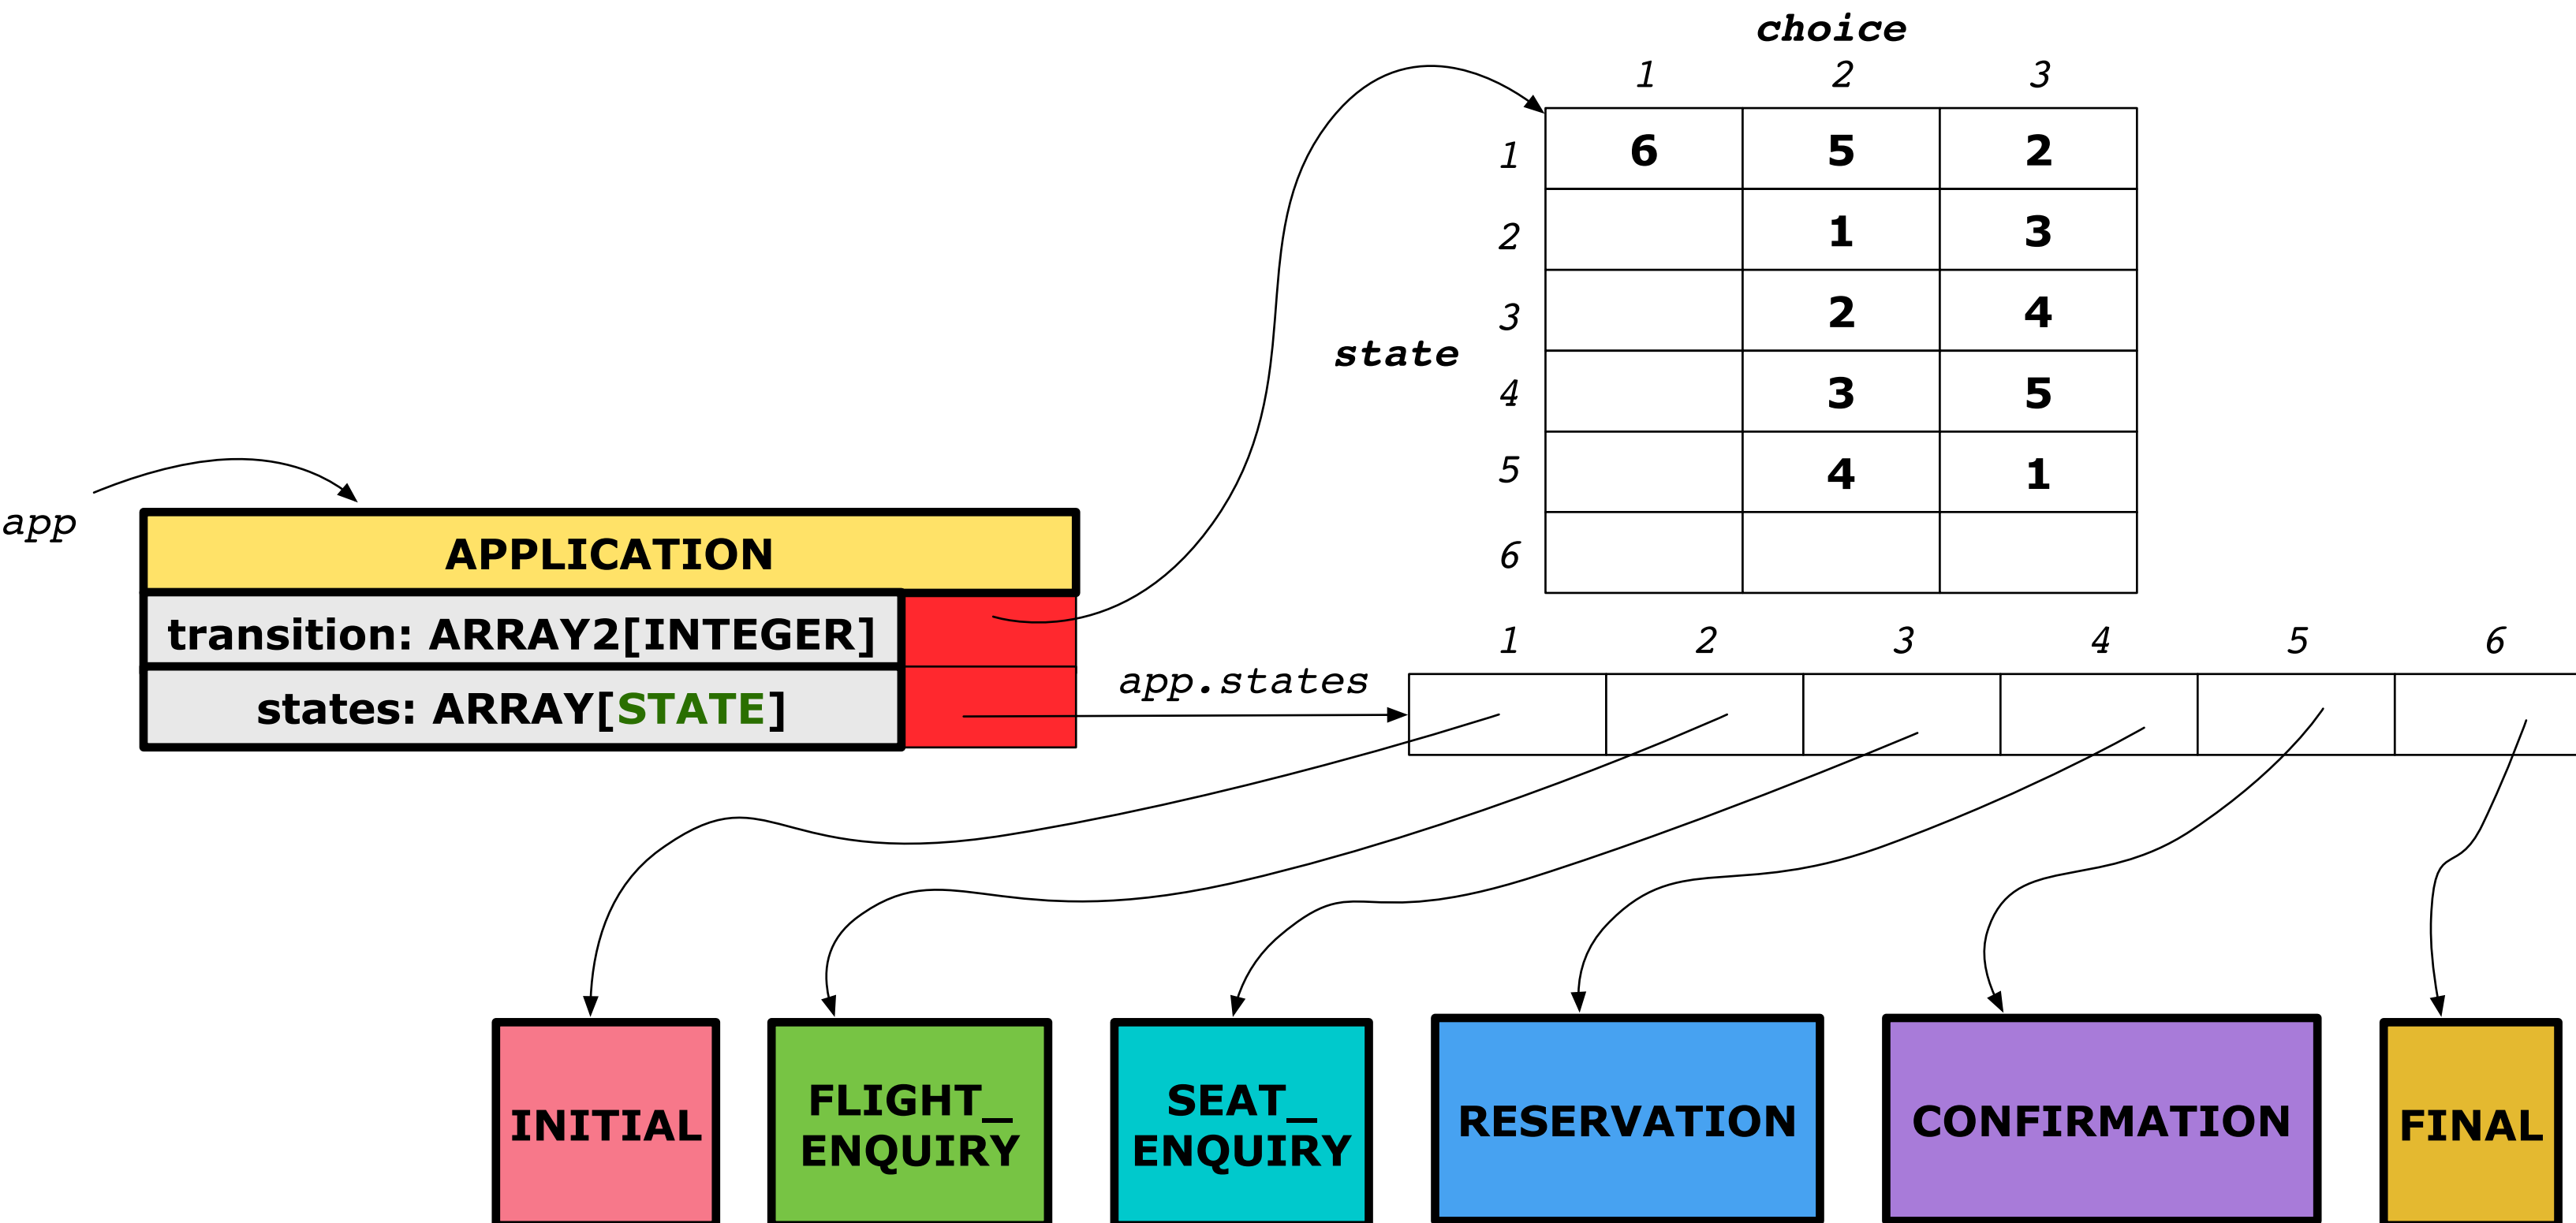 choice
1 2 3
1 6 5 2
2 1 3
3 2 4
state
4 3 5
5 4 1
6
app
APPLICATION
transition: ARRAY2[INTEGER]
states: ARRAY[STATE]
app.states
1 2 3 4 5 6
INITIAL
FLIGHT_
ENQUIRY
SEAT_
ENQUIRY
RESERVATION
CONFIRMATION
FINAL